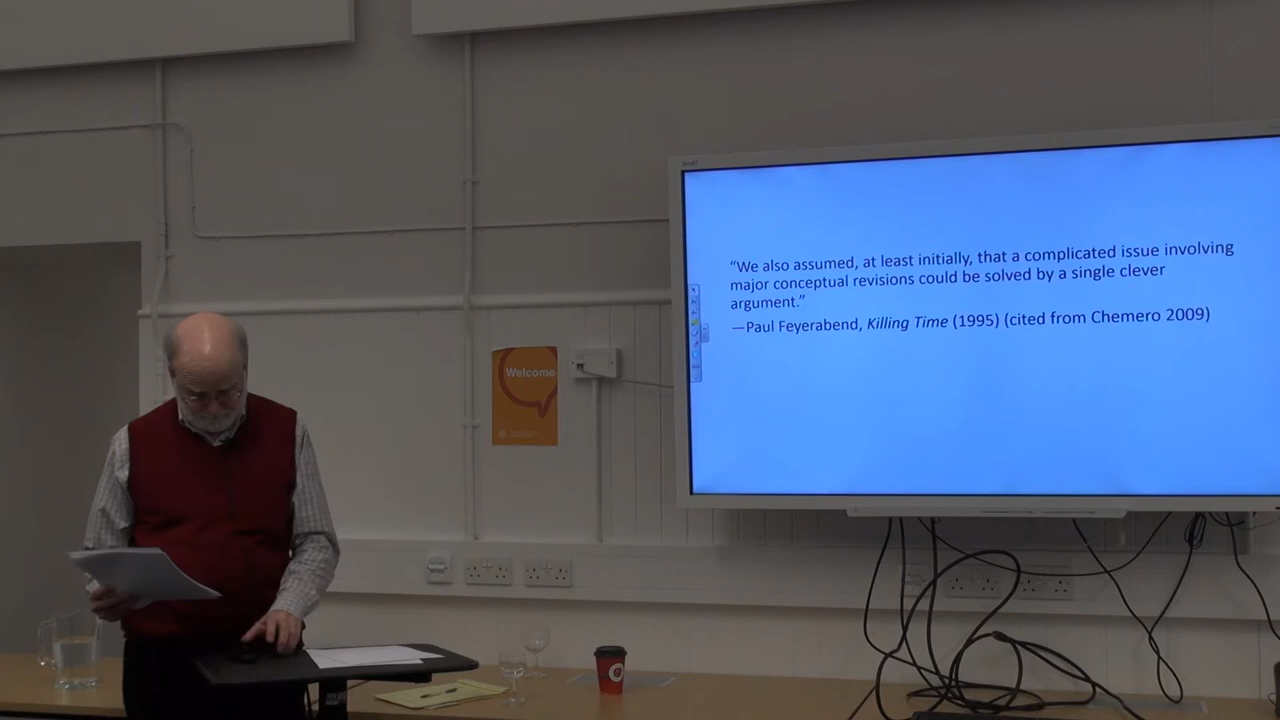 Welcome
“We also assumed, at least initially, that a complicated issue involving
major conceptual revisions could be solved by a single clever
argument.”
—Paul Feyerabend, Killing Time (1995) (cited from Chemero 2009)